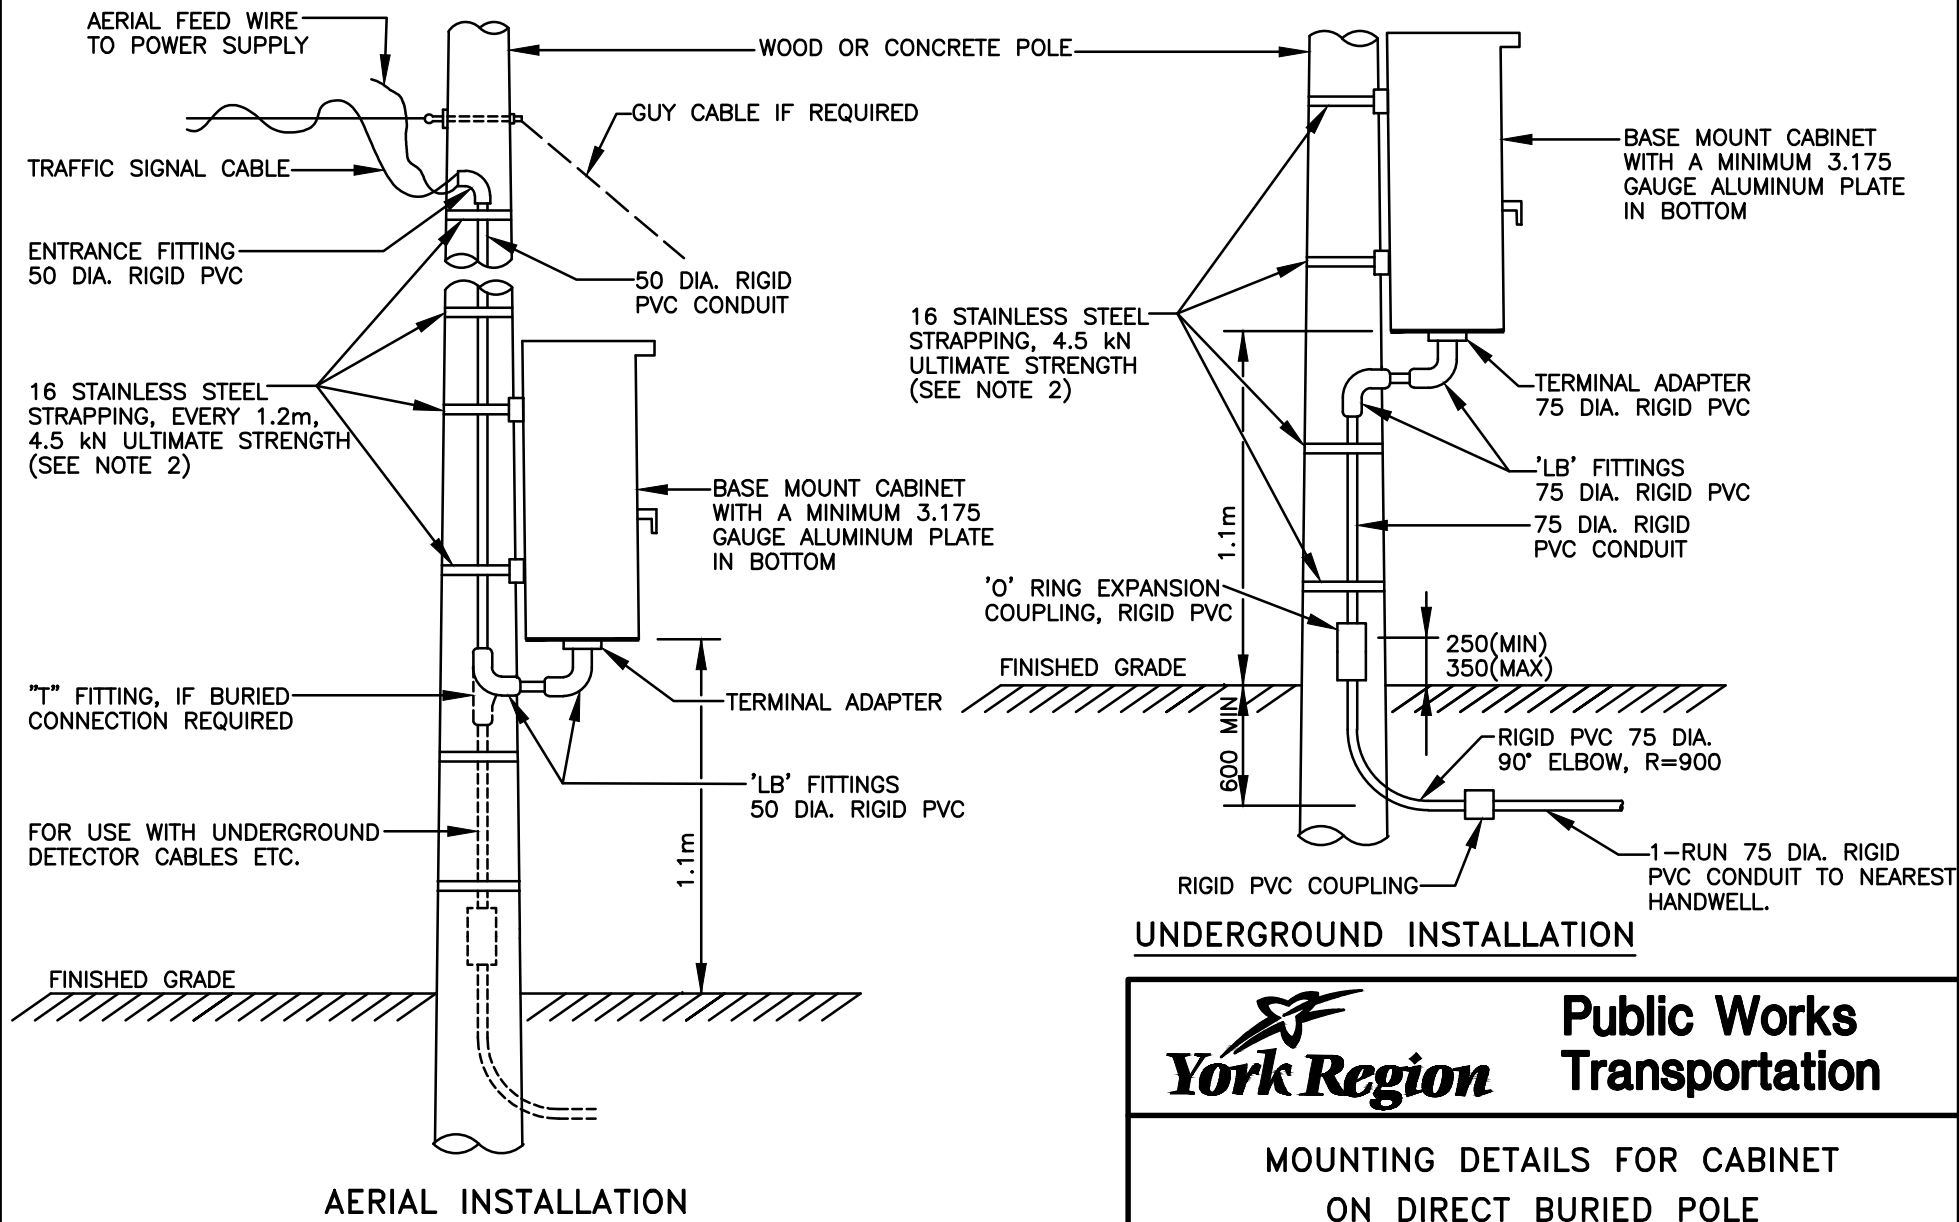 AERIAL FEED WIRE
TO POWER SUPPLY
WOOD OR CONCRETE POLE
GUY CABLE IF REQUIRED
TRAFFIC SIGNAL CABLE
ENTRANCE FITTING
50 DIA. RIGID PVC
50 DIA. RIGID
PVC CONDUIT
16 STAINLESS STEEL
STRAPPING, EVERY 1.2m,
4.5 kN ULTIMATE STRENGTH
(SEE NOTE 2)
BASE MOUNT CABINET
WITH A MINIMUM 3.175
GAUGE ALUMINUM PLATE
IN BOTTOM
"T" FITTING, IF BURIED
CONNECTION REQUIRED
TERMINAL ADAPTER
'LB' FITTINGS
50 DIA. RIGID PVC
FOR USE WITH UNDERGROUND
DETECTOR CABLES ETC.
1.1m
FINISHED GRADE
AERIAL INSTALLATION
BASE MOUNT CABINET
WITH A MINIMUM 3.175
GAUGE ALUMINUM PLATE
IN BOTTOM
16 STAINLESS STEEL
STRAPPING, 4.5 kN
ULTIMATE STRENGTH
(SEE NOTE 2)
TERMINAL ADAPTER
75 DIA. RIGID PVC
'LB' FITTINGS
75 DIA. RIGID PVC
75 DIA. RIGID
PVC CONDUIT
1.1m
'O' RING EXPANSION
COUPLING, RIGID PVC
250(MIN)
350(MAX)
FINISHED GRADE
600 MIN
RIGID PVC 75 DIA.
90° ELBOW, R=900
1-RUN 75 DIA. RIGID
PVC CONDUIT TO NEAREST
HANDWELL.
RIGID PVC COUPLING
UNDERGROUND INSTALLATION
York Region
Public Works
Transportation
MOUNTING DETAILS FOR CABINET
ON DIRECT BURIED POLE